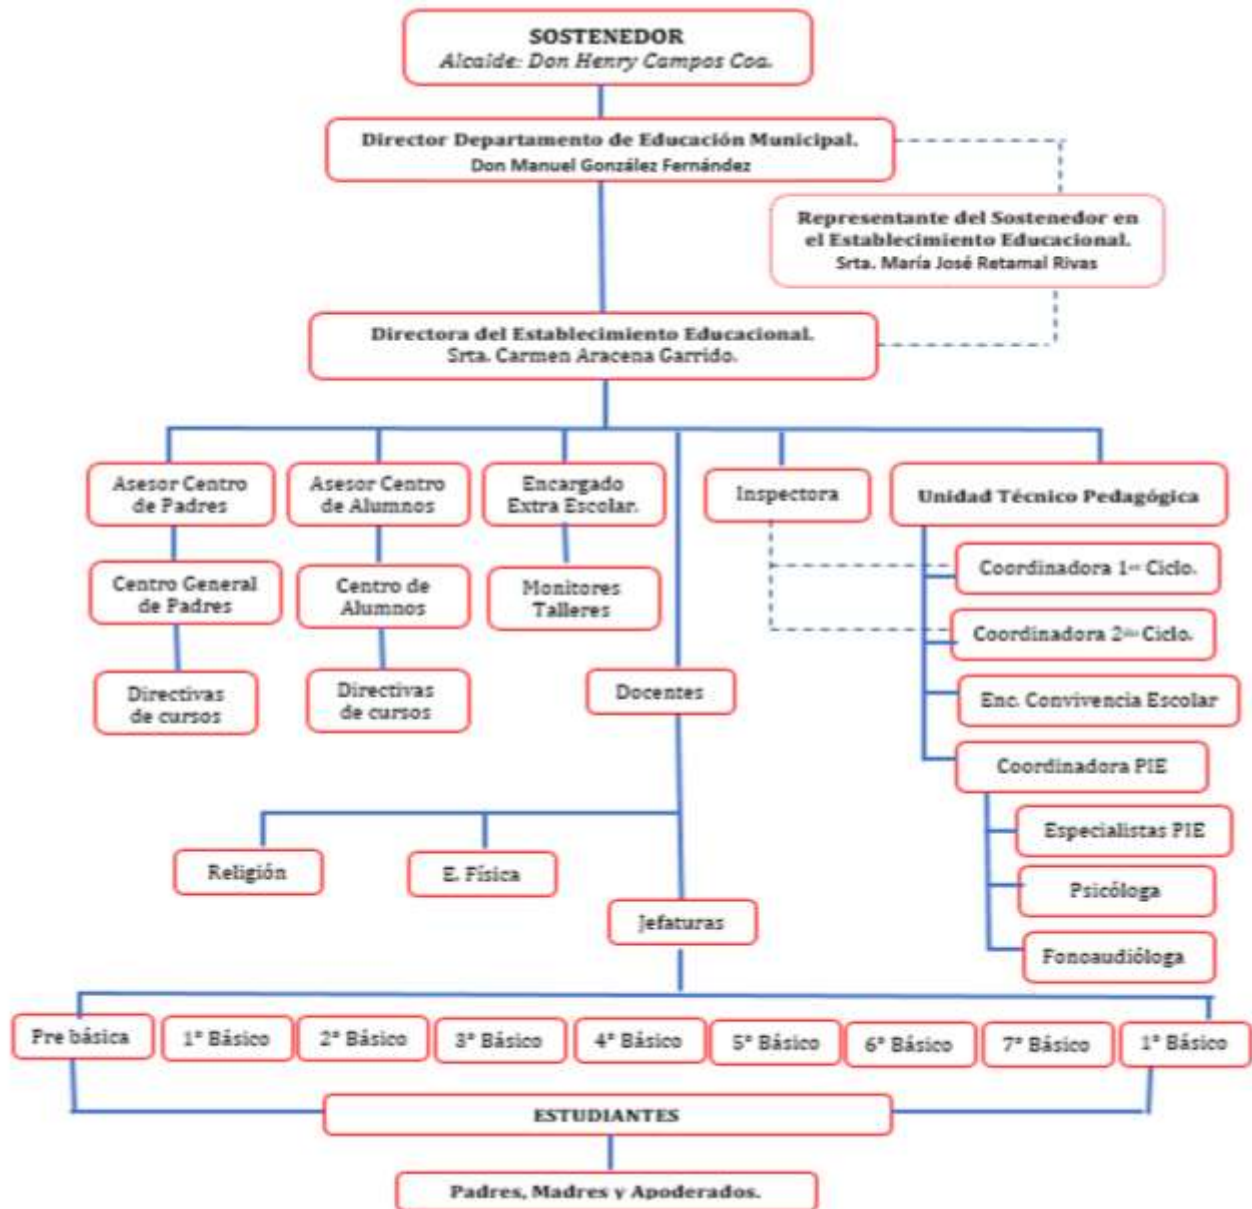 SOSTENEDOR
Alcalde: Don Henry Campos Coa.
Director Departamento de Educación Municipal.
Don Manuel González Fernández
Representante del Sostenedor en
el Establecimiento Educacional.
Srta. María José Retamal Rivas
Directora del Establecimiento Educacional.
Srta. Carmen Aracena Garrido.
Asesor Centro
de Padres
Asesor Centro
de Alumnos
Encargado
Extra Escolar.
Inspectora
Unidad Técnico Pedagógica
Centro General
de Padres
Centro de
Alumnos
Monitores
Talleres
Coordinadora 1er Ciclo.
Coordinadora 2do Ciclo.
Directivas
de cursos
Directivas
de cursos
Docentes
Enc. Convivencia Escolar
Coordinadora PIE
Especialistas PIE
Religión
E. Física
Psicóloga
Jefaturas
Fonoaudióloga
Pre básica
1° Básico
2° Básico
3° Básico
4° Básico
5° Básico
6° Básico
7° Básico
1° Básico
ESTUDIANTES
Padres, Madres y Apoderados.